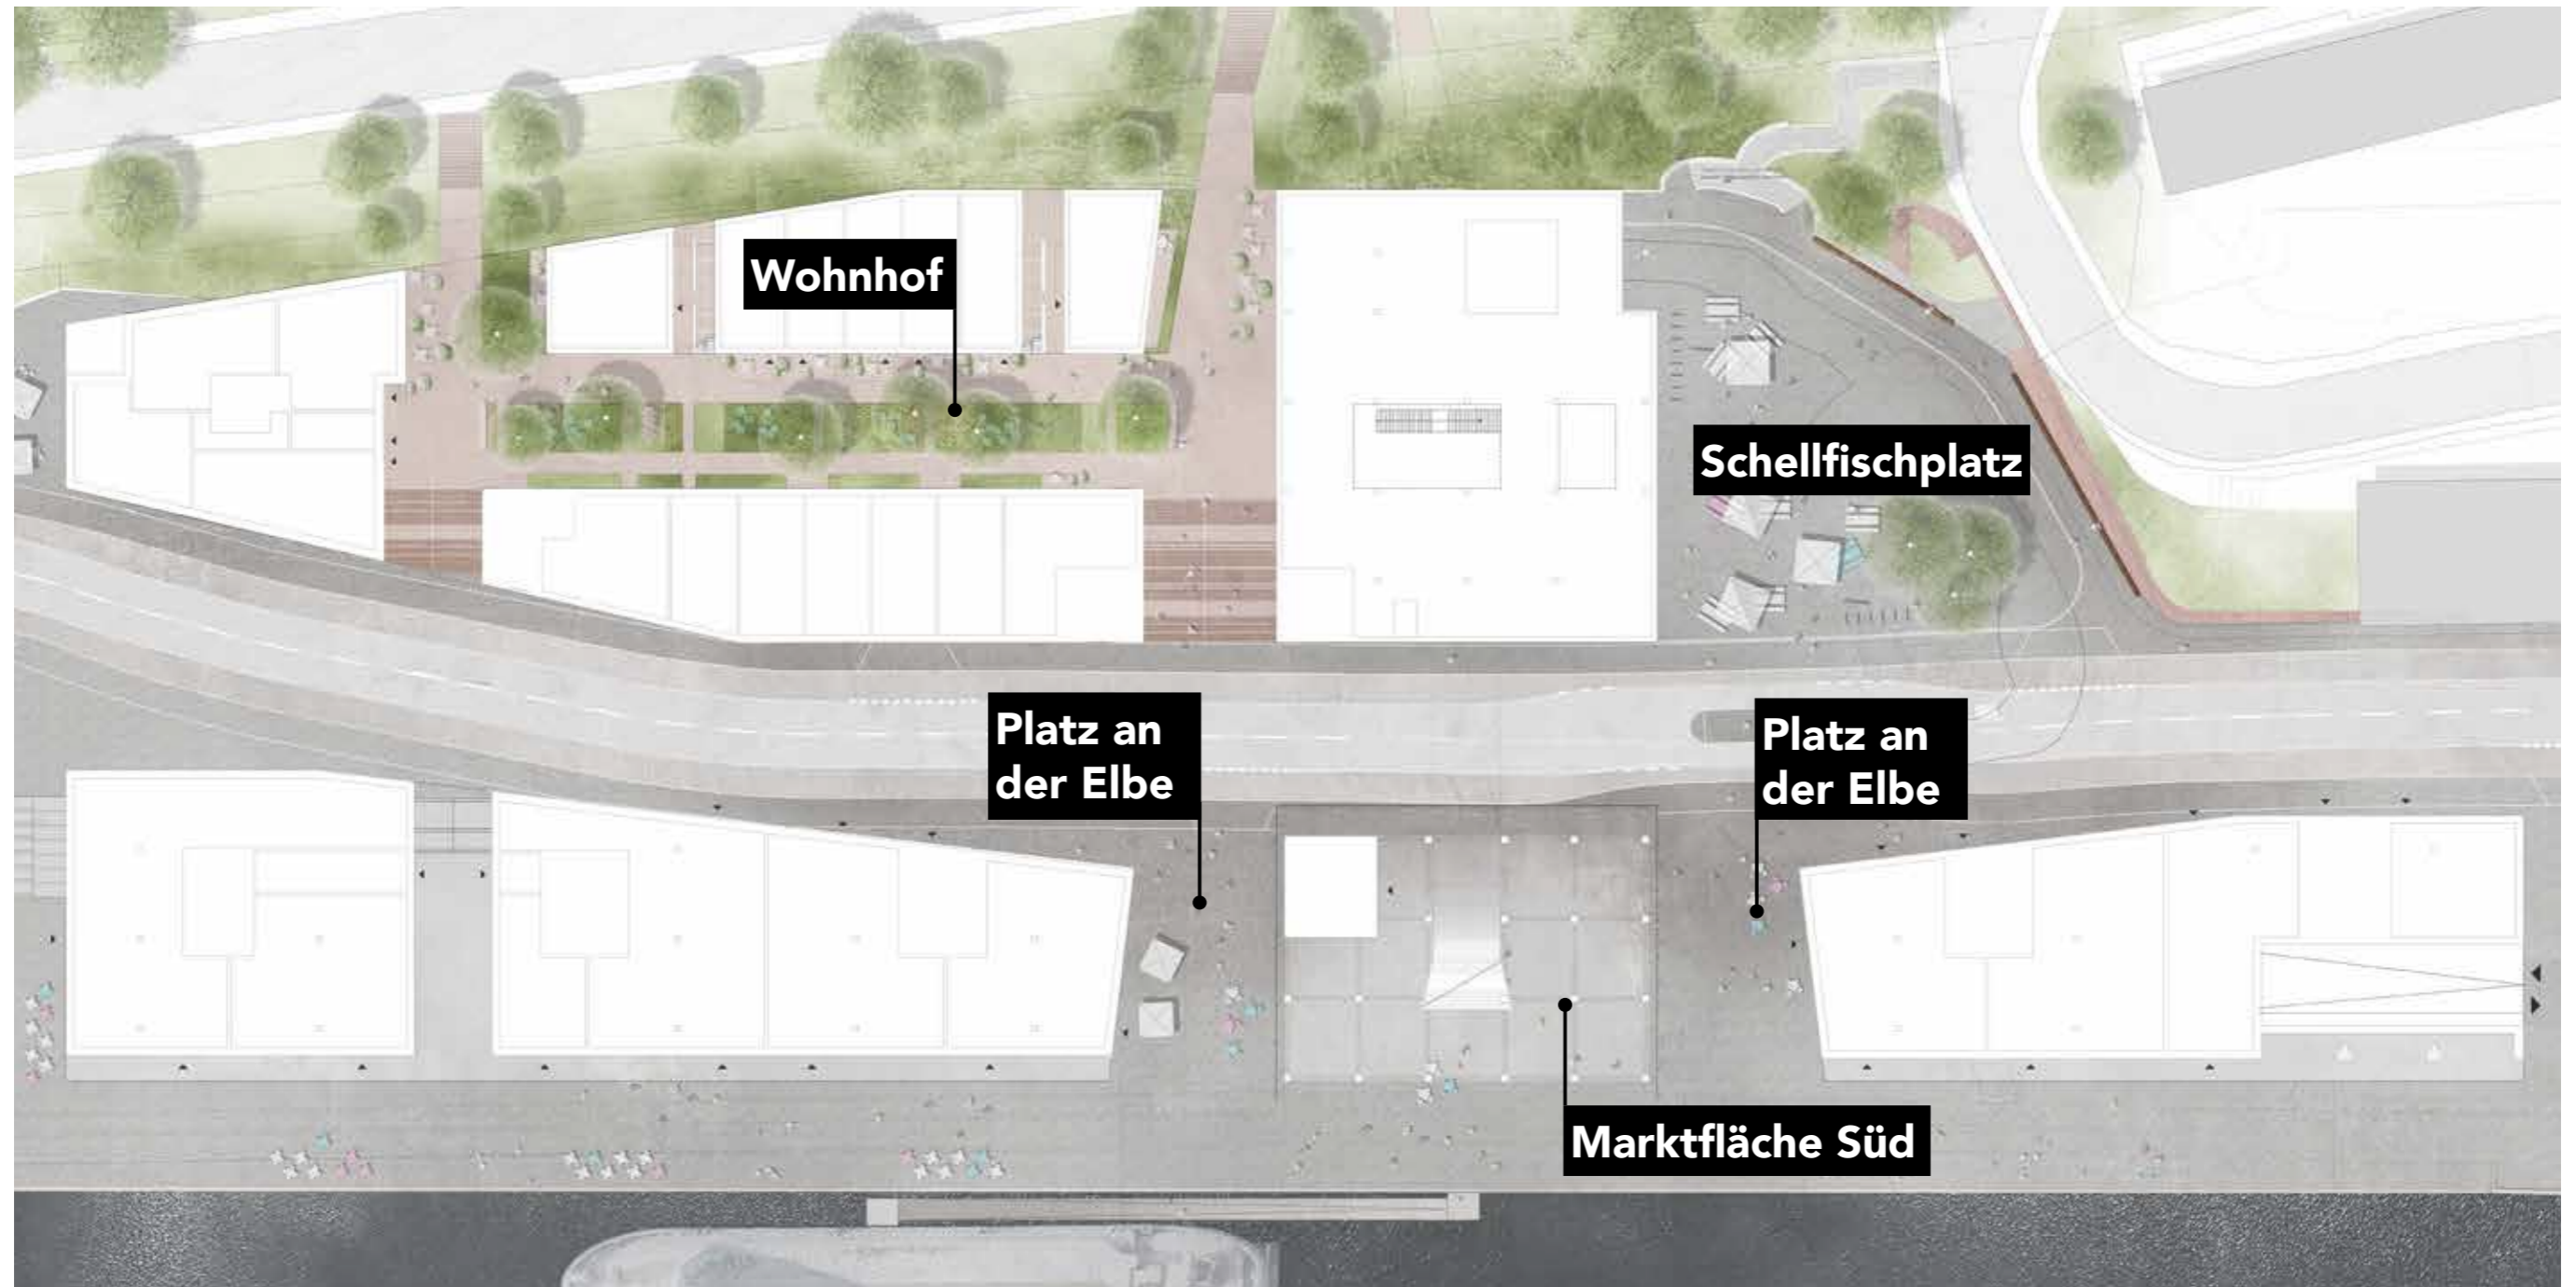 Wohnhof
Schellfischplatz
Platz an
der Elbe
Platz an
der Elbe
Marktfläche Süd